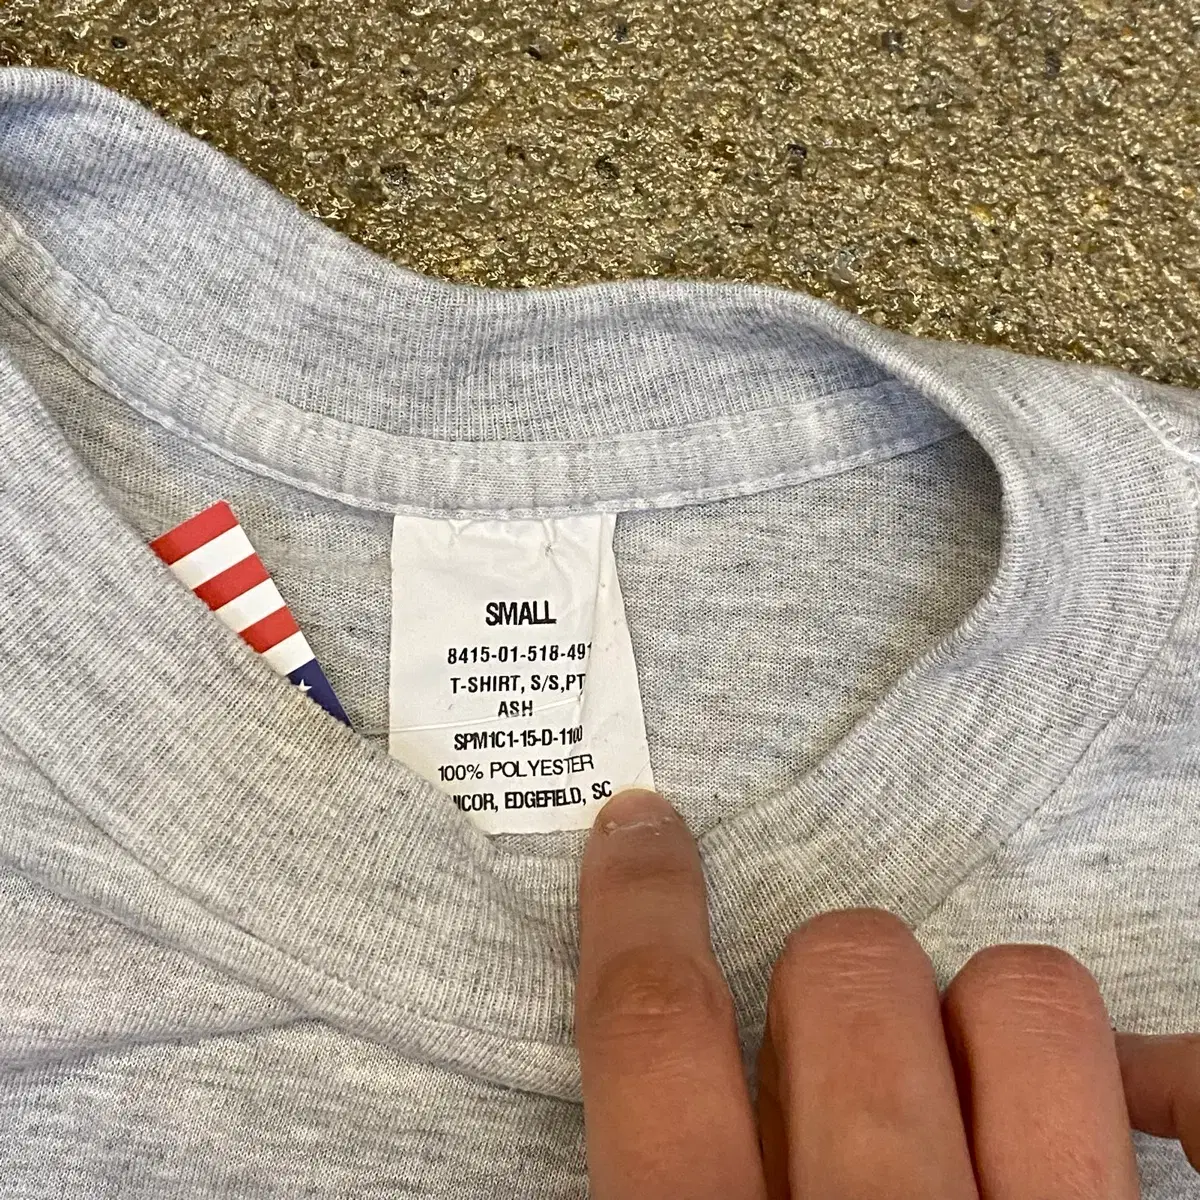 SMALL
8415-01-518-491
T-SHIRT, S/S,PT
ASH
SPM1C1-15-D-1100
100% POLYESTER
EDGEFIELD, SC